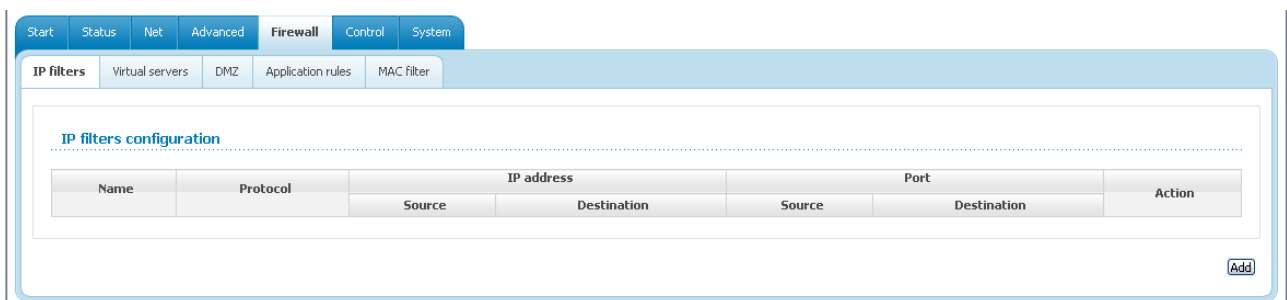 Start Status Net Advanced Firewall Control System
IP filters Virtual servers DMZ Application rules MAC filter
IP filters configuration
Name Protocol IP address Port Action
Source Destination Source Destination
Add